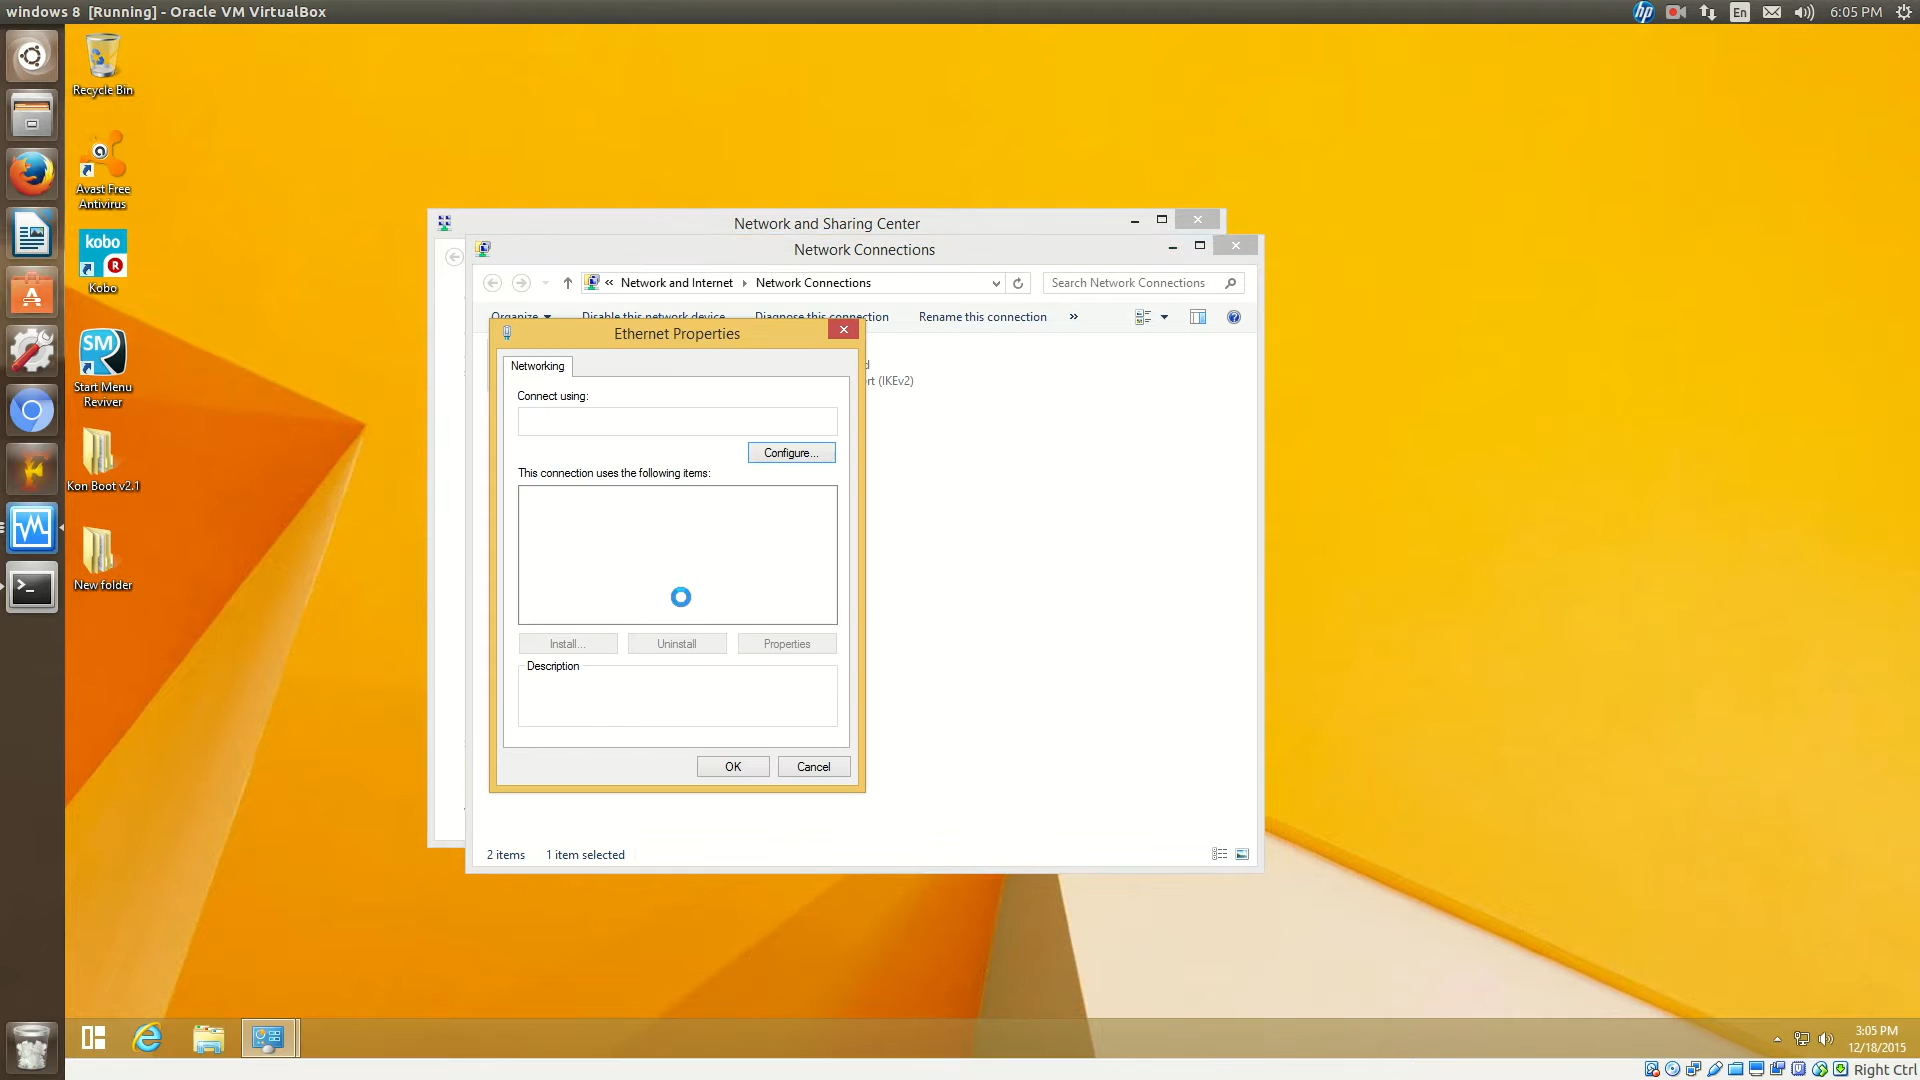 windows 8 [Running] - Oracle VM VirtualBox
hp
En
6:05 PM
Recycle Bin
Avast Free
Antivirus
kobo
R
Kobo
SM
Start Menu
Reviver
Kon Boot v2.1
New folder
Network and Sharing Center
Network Connections
« Network and Internet Network Connections
Search Network Connections
Organize Disable this network device Diagnose this connection Rename this connection »
Ethernet Properties
Networking
Connect using:
Configure...
This connection uses the following items:
rt (IKEv2)
Install... Uninstall Properties
Description
OK Cancel
2 items 1 item selected
3:05 PM
12/18/2015
Right Ctrl